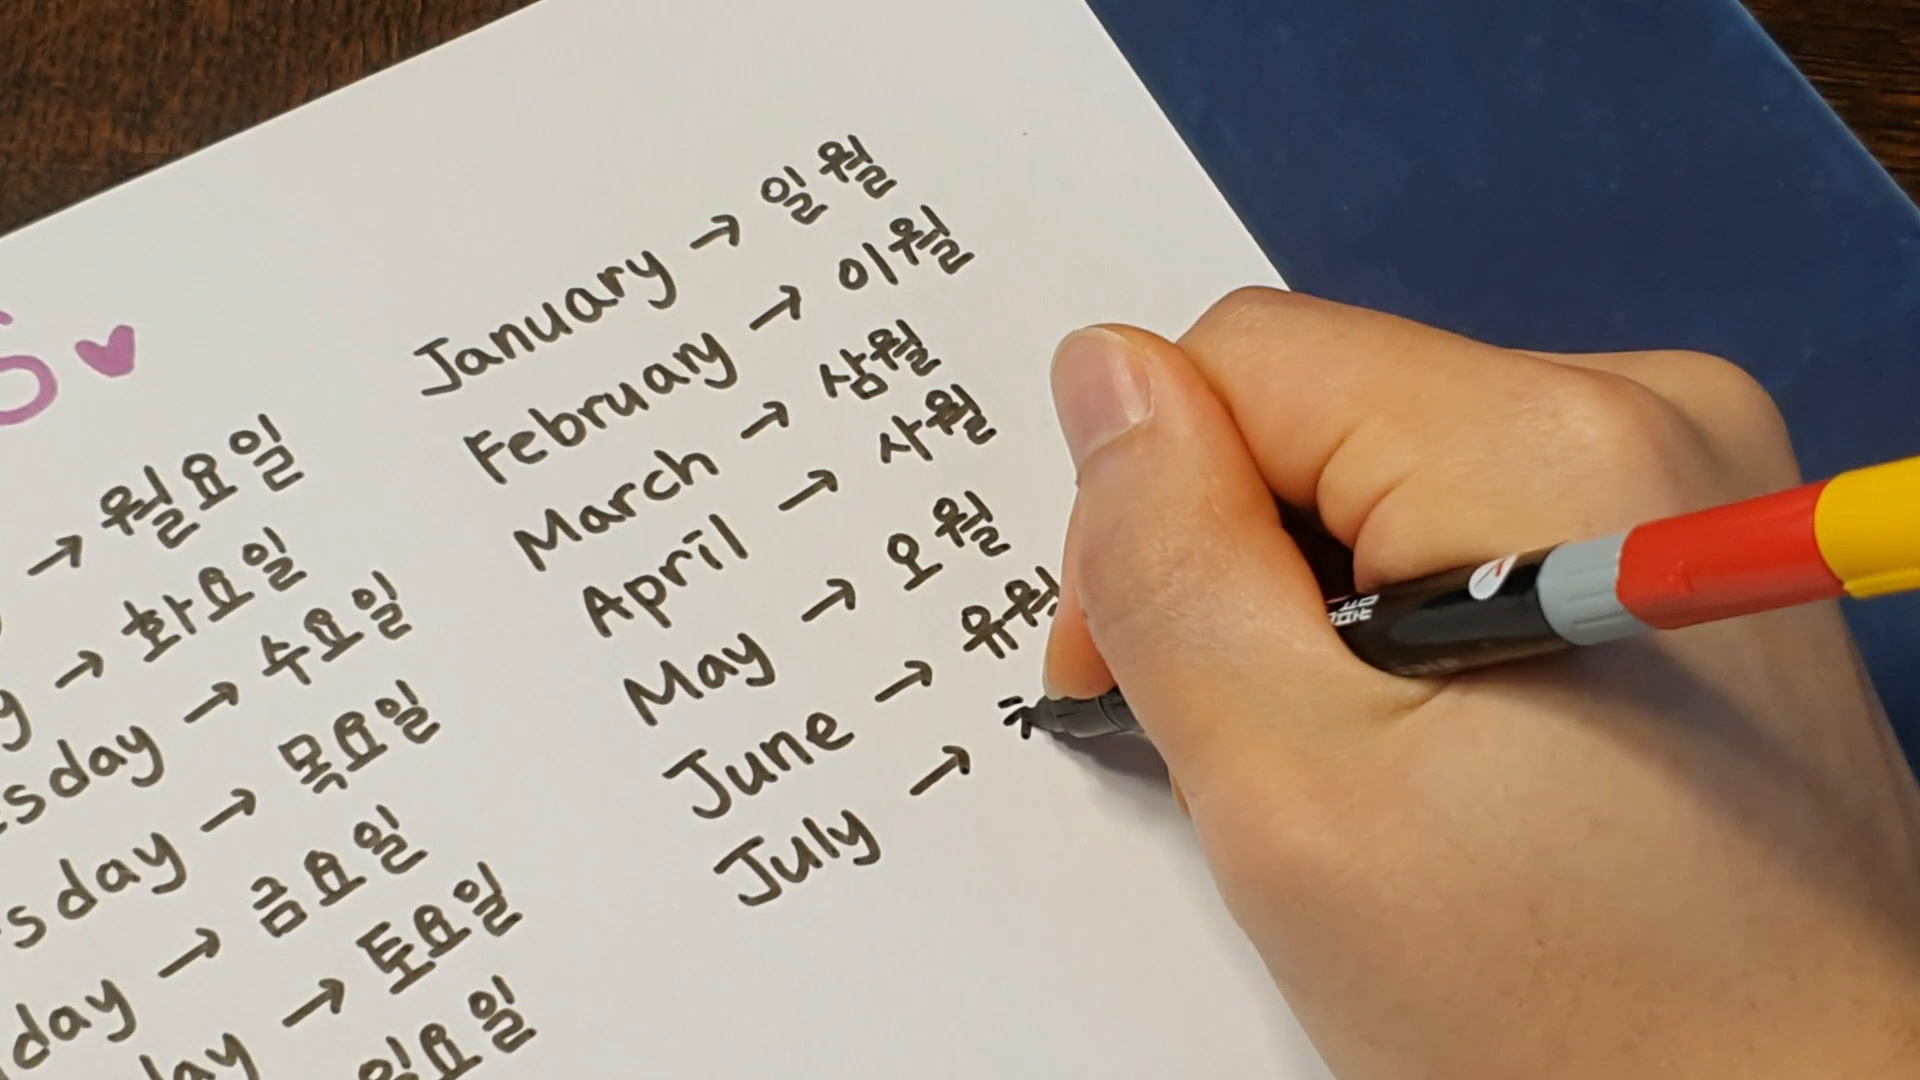 January → 일월
February → 이월
March → 삼월
April → 사월
May → 오월
June → 유월
July →
→ 월요일
y → 화요일
sday → 수요일
sday → 목요일
day → 금요일
day → 토요일
일요일